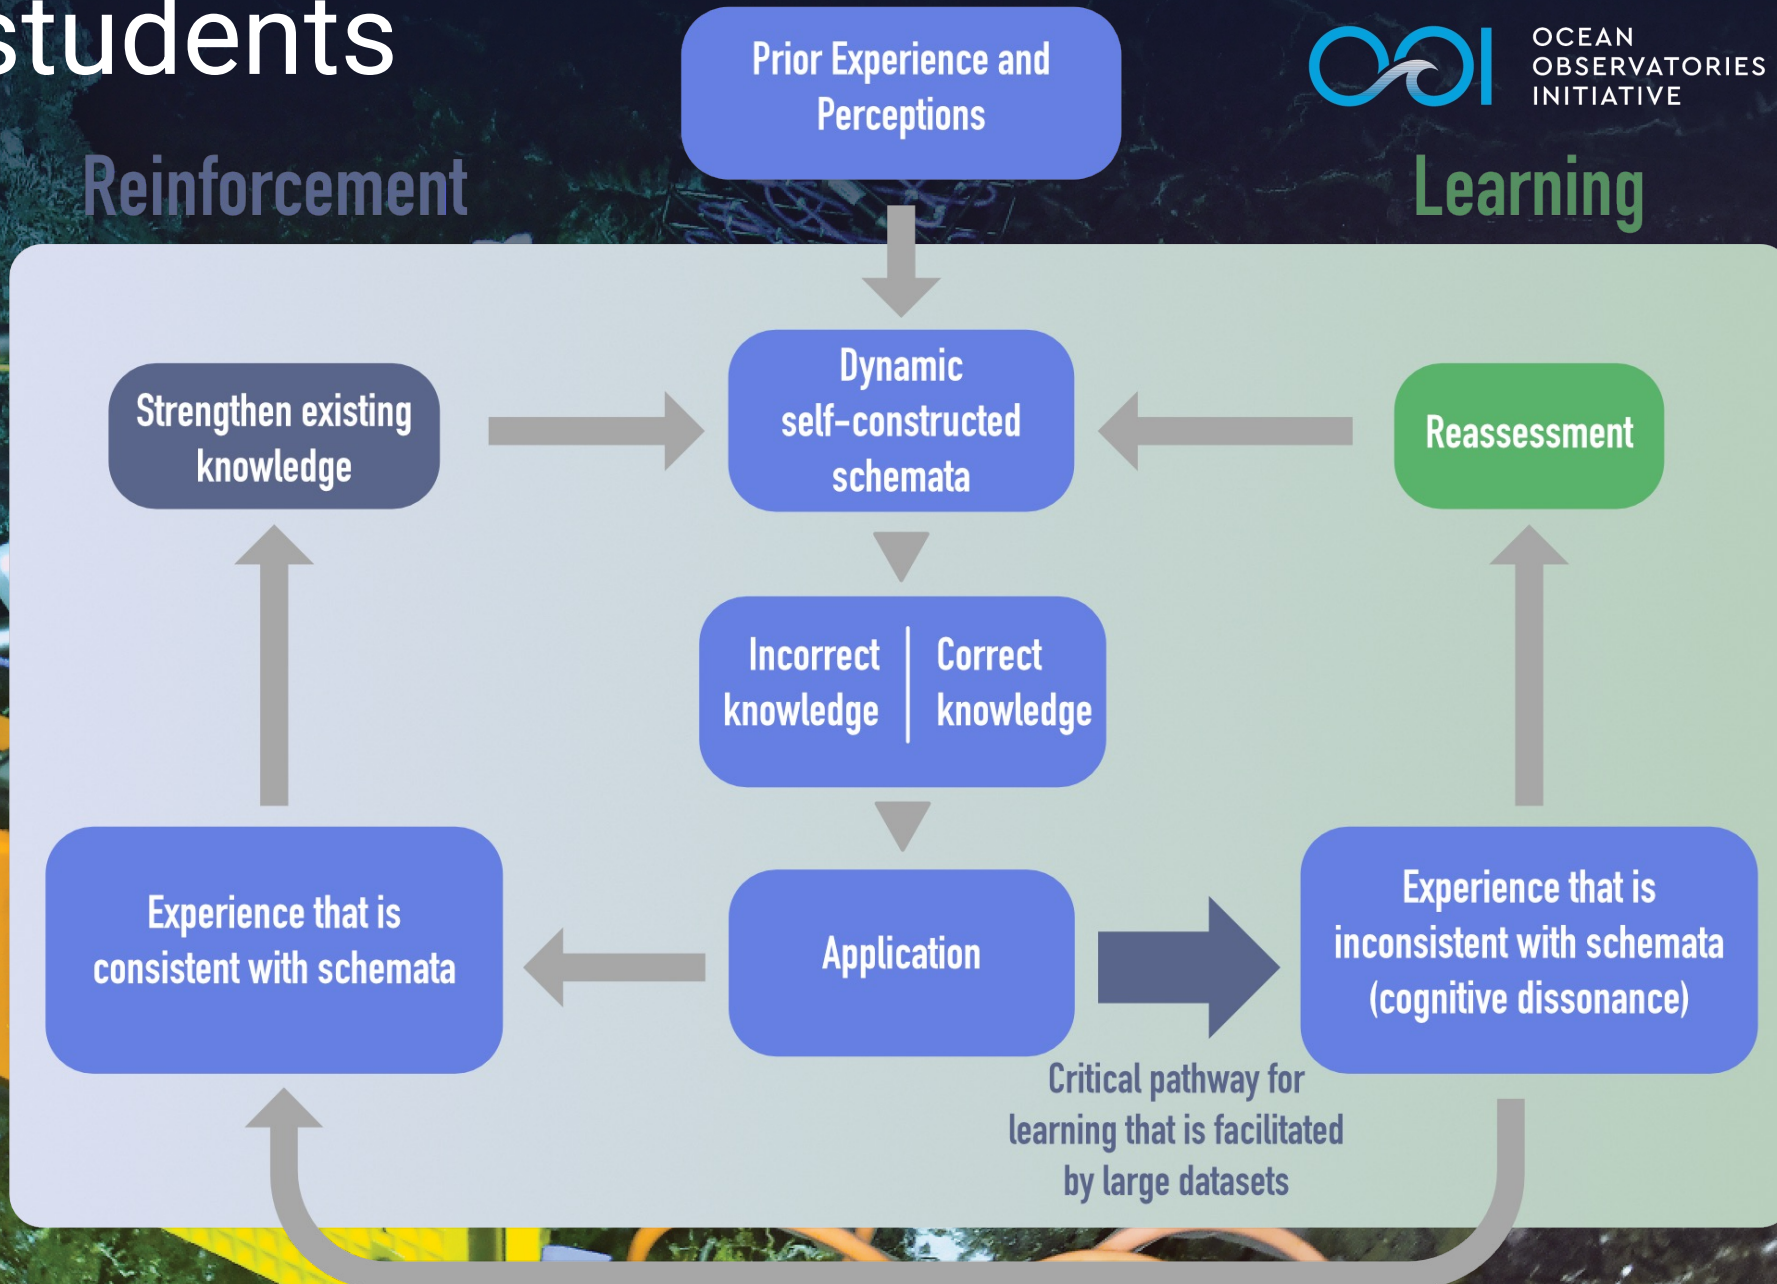 students
Prior Experience and
Perceptions
OCEAN
OBSERVATORIES
INITIATIVE
Reinforcement
Learning
Strengthen existing
knowledge
Dynamic
self-constructed
schemata
Reassessment
Incorrect
knowledge
Correct
knowledge
Experience that is
consistent with schemata
Application
Experience that is
inconsistent with schemata
(cognitive dissonance)
Critical pathway for
learning that is facilitated
by large datasets